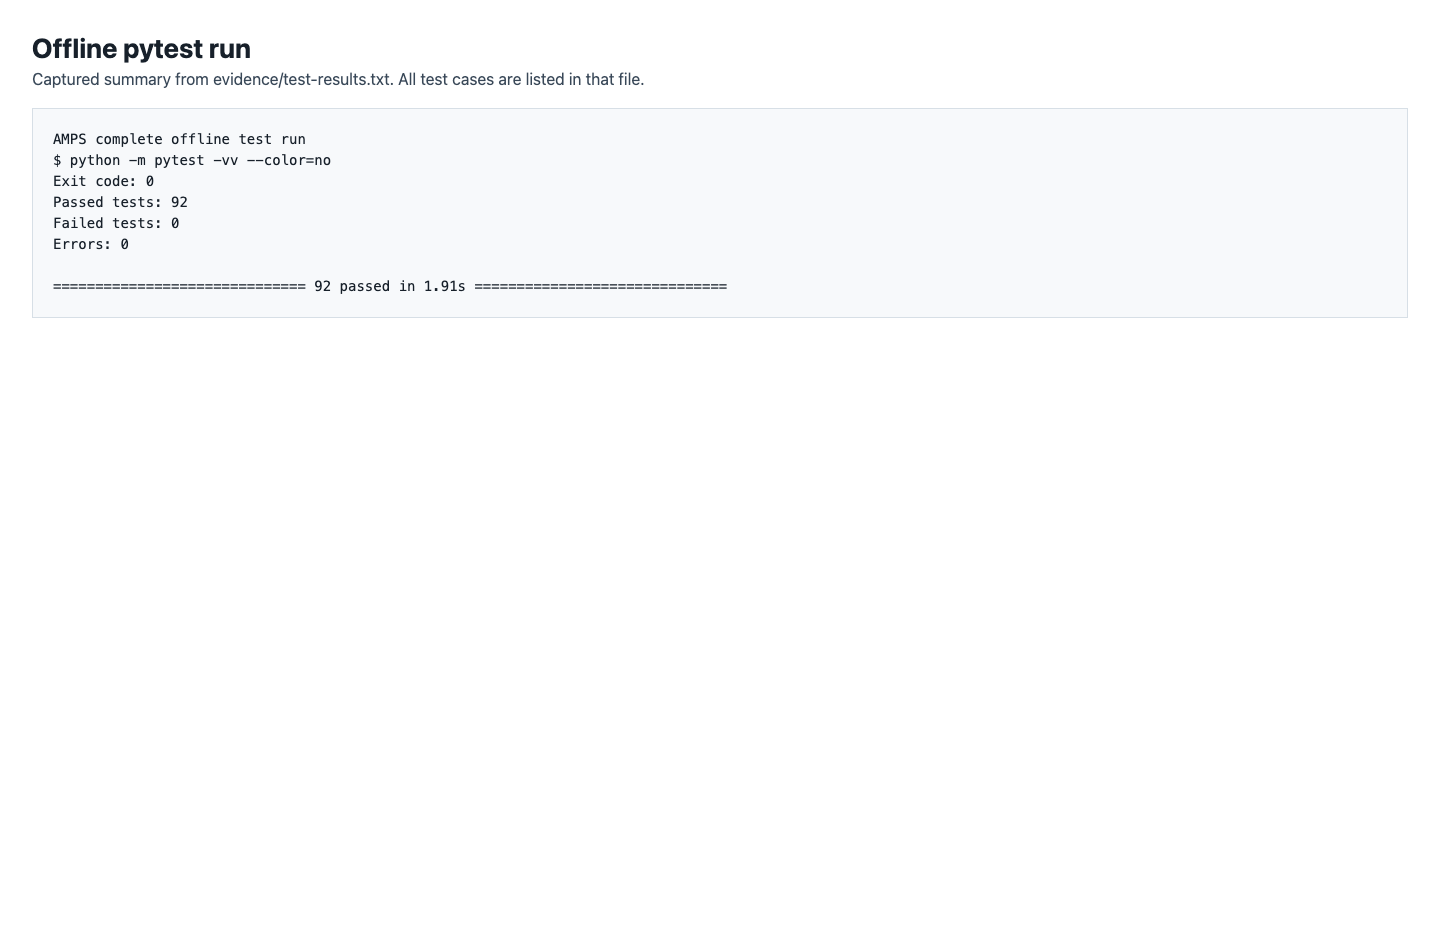 Offline pytest run
Captured summary from evidence/test-results.txt. All test cases are listed in that file.
AMPS complete offline test run
$ python -m pytest -vv --color=no
Exit code: 0
Passed tests: 92
Failed tests: 0
Errors: 0
============================== 92 passed in 1.91s ==============================